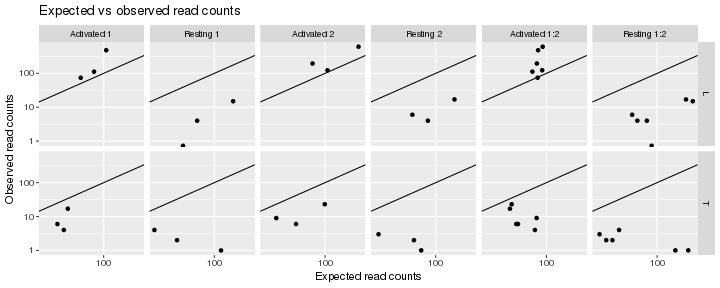 Expected vs observed read counts
Activated 1 Resting 1 Activated 2 Resting 2 Activated 1:2 Resting 1:2
100
10
1
L
100
10
1
T
100 100 100 100 100 100
Observed read counts
Expected read counts